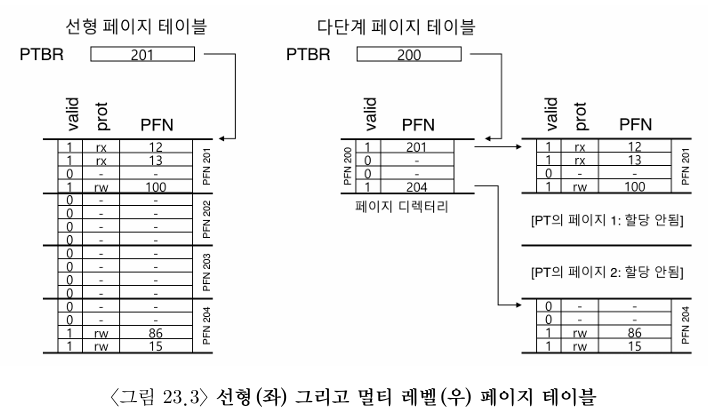 선형 페이지 테이블
PTBR 201
valid prot PFN
1 rx 12
1 rx 13
0 - -
1 rw 100
PFN 201
0 - -
0 - -
0 - -
0 - -
PFN 202
0 - -
0 - -
0 - -
0 - -
PFN 203
0 - -
0 - -
1 rw 86
1 rw 15
PFN 204
다단계 페이지 테이블
PTBR 200
valid PFN
PFN 200
1 201
0 -
0 -
1 204
페이지 디렉터리
valid prot PFN
1 rx 12
1 rx 13
0 - -
1 rw 100
PFN 201
[PT의 페이지 1: 할당 안됨]
[PT의 페이지 2: 할당 안됨]
0 - -
0 - -
1 rw 86
1 rw 15
PFN 204
〈그림 23.3〉 선형(좌) 그리고 멀티 레벨(우) 페이지 테이블